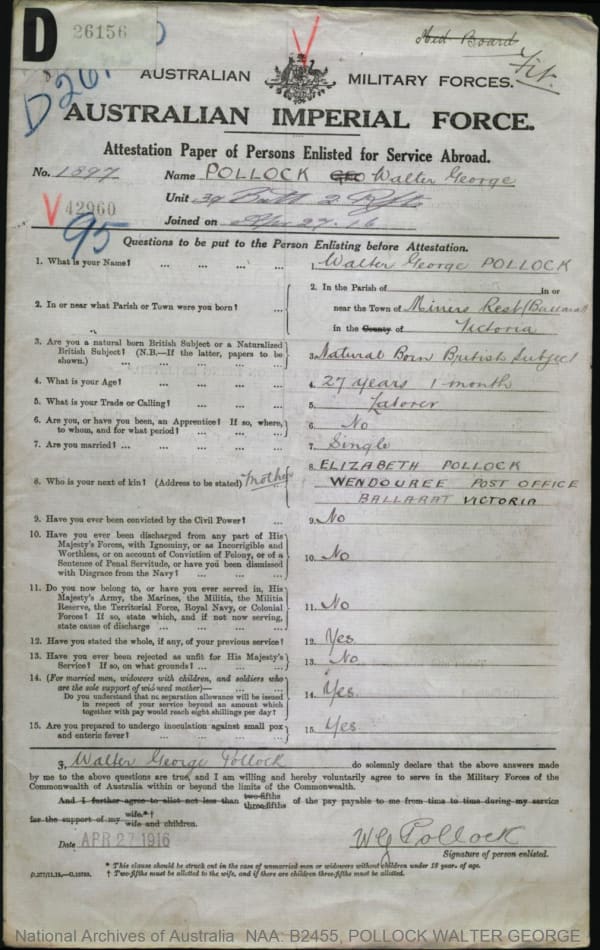 D 26156
Med Board
Fit.
D 26
AUSTRALIAN MILITARY FORCES.
AUSTRALIAN IMPERIAL FORCE.
Attestation Paper of Persons Enlisted for Service Abroad.
No. 1697 Name POLLOCK GEO Walter George
V 42960 Unit 39 Batt 2 Rfts
95 Joined on Apr 27. 16
Questions to be put to the Person Enlisting before Attestation.
1. What is your Name? ... ... ... ... 1. Walter George POLLOCK
2. In or near what Parish or Town were you born? ... 2. In the Parish of in or
near the Town of Miners Rest (Ballarat
in the County of Victoria
3. Are you a natural born British Subject or a Naturalized
British Subject? (N.B.—If the latter, papers to be
shown.) ... ... ... ... 3. Natural Born British Subject
4. What is your Age? ... ... ... ... 4. 27 years 1 month
5. What is your Trade or Calling? ... ... ... 5. Laborer
6. Are you, or have you been, an Apprentice? If so, where,
to whom, and for what period? ... ... ... 6. No
7. Are you married? ... ... ... ... 7. Single
8. Who is your next of kin? (Address to be stated) Mother 8. ELIZABETH POLLOCK
WENDOUREE POST OFFICE
BALLARAT VICTORIA
9. Have you ever been convicted by the Civil Power? ... 9. No
10. Have you ever been discharged from any part of His
Majesty's Forces, with Ignominy, or as Incorrigible and
Worthless, or on account of Conviction of Felony, or of a
Sentence of Penal Servitude, or have you been dismissed
with Disgrace from the Navy? ... ... ... 10. No
11. Do you now belong to, or have you ever served in, His
Majesty's Army, the Marines, the Militia, the Militia
Reserve, the Territorial Force, Royal Navy, or Colonial
Forces? If so, state which, and if not now serving,
state cause of discharge ... ... ... ... 11. No
12. Have you stated the whole, if any, of your previous service? 12. Yes
13. Have you ever been rejected as unfit for His Majesty's
Service? If so, on what grounds? ... ... ... 13. No
14. (For married men, widowers with children, and soldiers who
are the sole support of widowed mother)—
Do you understand that no separation allowance will be issued
in respect of your service beyond an amount which
together with pay would reach eight shillings per day? 14. Yes.
15. Are you prepared to undergo inoculation against small pox
and enteric fever? ... ... ... ... 15. Yes.
I, Walter George Pollock do solemnly declare that the above answers made
by me to the above questions are true, and I am willing and hereby voluntarily agree to serve in the Military Forces of the
Commonwealth of Australia within or beyond the limits of the Commonwealth.
And I further agree to allot not less than two-fifths three-fifths of the pay payable to me from time to time during my service
for the support of my wife.*† wife and children.
Date APR 27 1916 W G Pollock
Signature of person enlisted.
* This clause should be struck out in the case of unmarried men or widowers without children under 18 years of age.
† Two-fifths must be allotted to the wife, and if there are children three-fifths must be allotted.
National Archives of Australia NAA: B2455, POLLOCK WALTER GEORGE